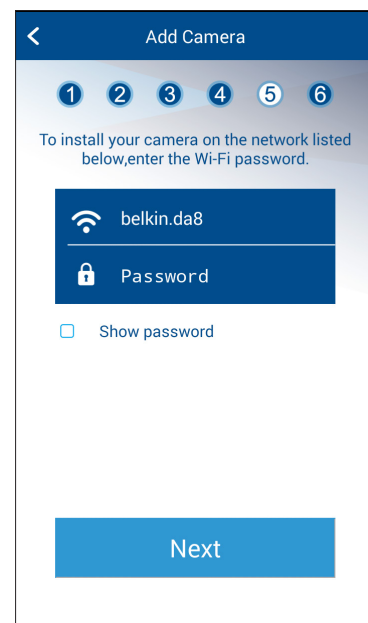 Add Camera
1 2 3 4 5 6
To install your camera on the network listed
below,enter the Wi-Fi password.
belkin.da8
Password
Show password
Next